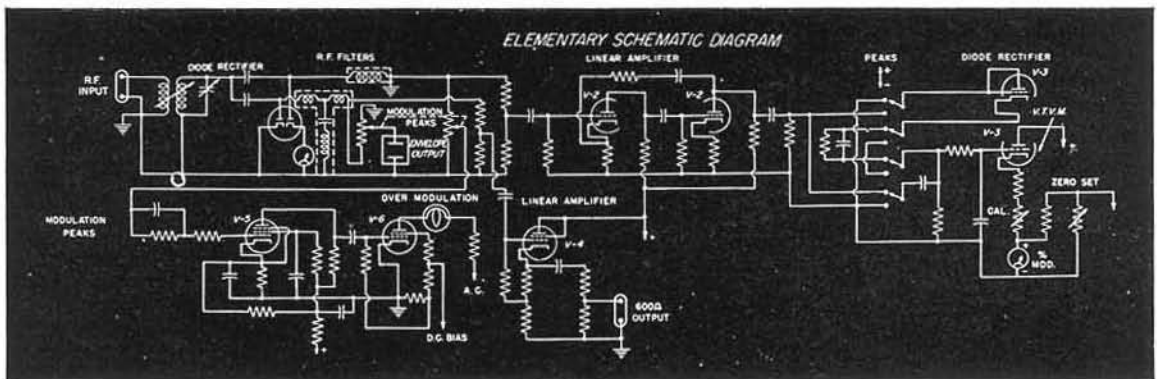 ELEMENTARY SCHEMATIC DIAGRAM
R.F.
INPUT
DIODE RECTIFIER
R.F. FILTERS
MODULATION
PEAKS
ENVELOPE
OUTPUT
LINEAR AMPLIFIER
V-2
V-2
PEAKS
+
-
DIODE RECTIFIER
V-3
V.T.V.M.
V-3
+
ZERO SET
CAL.
+
%
MOD.
-
MODULATION
PEAKS
V-5
V-6
OVER MODULATION
A.C.
D.C. BIAS
+
LINEAR AMPLIFIER
V-4
+
600Ω
OUTPUT